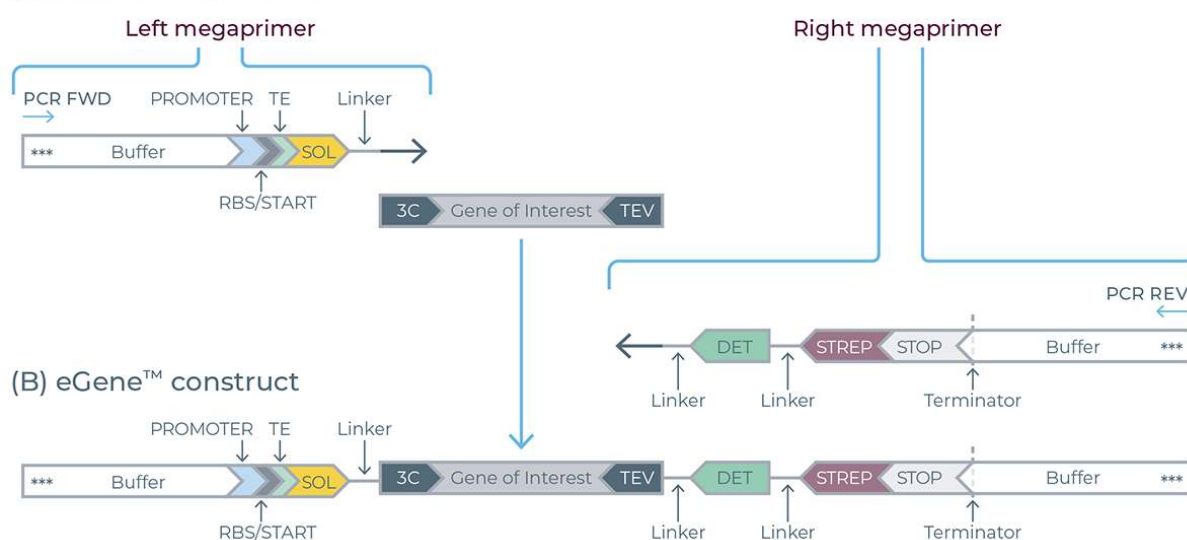 Left megaprimer
Right megaprimer
PCR FWD
PROMOTER TE Linker
*** Buffer SOL
RBS/START
3C Gene of Interest TEV
PCR REV
DET STREP STOP Buffer ***
Linker Linker Terminator
(B) eGene™ construct
PROMOTER TE Linker
*** Buffer SOL 3C Gene of Interest TEV DET STREP STOP Buffer ***
RBS/START Linker Linker Terminator